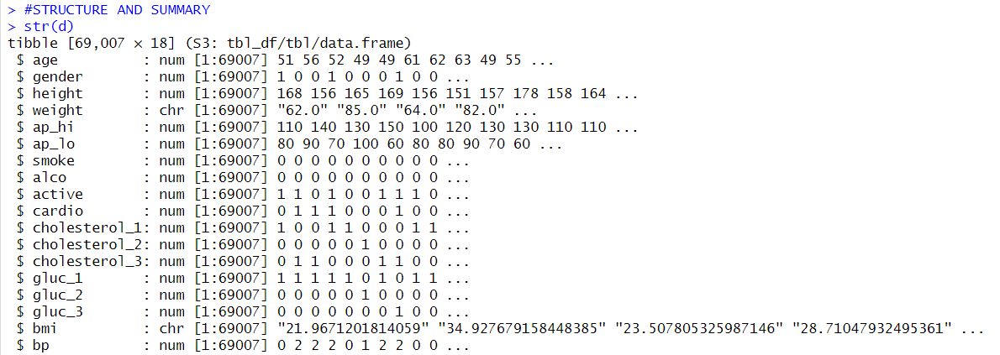 > #STRUCTURE AND SUMMARY
> str(d)
tibble [69,007 × 18] (S3: tbl_df/tbl/data.frame)
 $ age          : num [1:69007] 51 56 52 49 49 61 62 63 49 55 ...
 $ gender       : num [1:69007] 1 0 0 1 0 0 0 1 0 0 ...
 $ height       : num [1:69007] 168 156 165 169 156 151 157 178 158 164 ...
 $ weight       : chr [1:69007] "62.0" "85.0" "64.0" "82.0" ...
 $ ap_hi        : num [1:69007] 110 140 130 150 100 120 130 130 110 110 ...
 $ ap_lo        : num [1:69007] 80 90 70 100 60 80 80 90 70 60 ...
 $ smoke        : num [1:69007] 0 0 0 0 0 0 0 0 0 0 ...
 $ alco         : num [1:69007] 0 0 0 0 0 0 0 0 0 0 ...
 $ active       : num [1:69007] 1 1 0 1 0 0 1 1 1 0 ...
 $ cardio       : num [1:69007] 0 1 1 1 0 0 0 1 0 0 ...
 $ cholesterol_1: num [1:69007] 1 0 0 1 1 0 0 0 1 1 ...
 $ cholesterol_2: num [1:69007] 0 0 0 0 0 1 0 0 0 0 ...
 $ cholesterol_3: num [1:69007] 0 1 1 0 0 0 1 1 0 0 ...
 $ gluc_1       : num [1:69007] 1 1 1 1 1 0 1 0 1 1 ...
 $ gluc_2       : num [1:69007] 0 0 0 0 0 1 0 0 0 0 ...
 $ gluc_3       : num [1:69007] 0 0 0 0 0 0 0 1 0 0 ...
 $ bmi          : chr [1:69007] "21.9671201814059" "34.927679158448385" "23.507805325987146" "28.71047932495361" ...
 $ bp           : num [1:69007] 0 2 2 2 0 1 2 2 0 0 ...